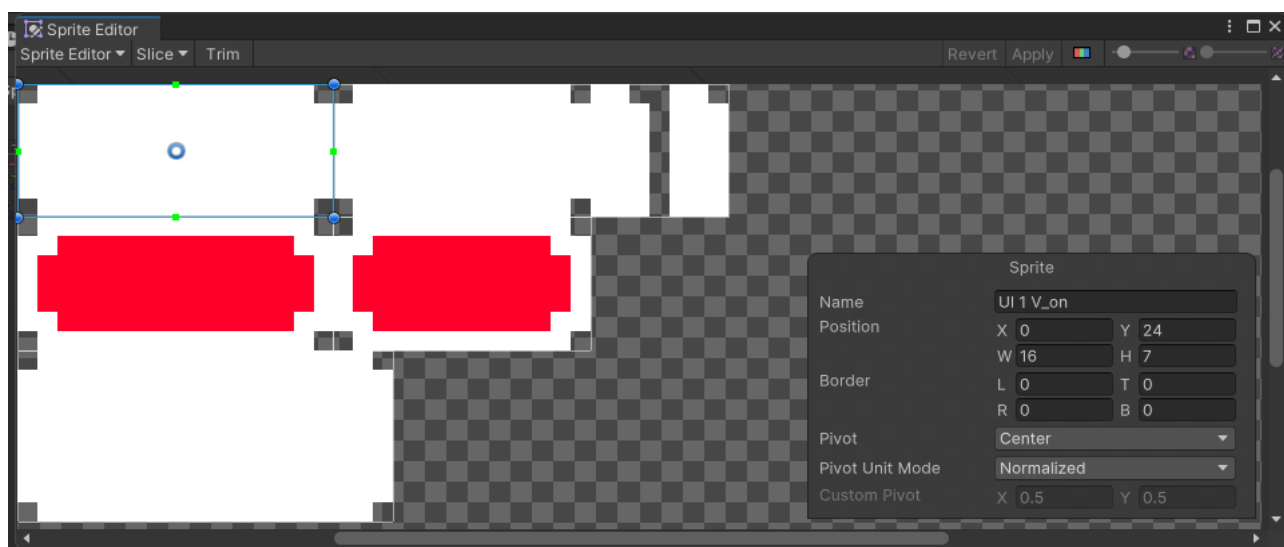 Sprite Editor
Sprite Editor Slice Trim Revert Apply
Sprite
Name UI 1 V_on
Position X 0 Y 24
W 16 H 7
Border L 0 T 0
R 0 B 0
Pivot Center
Pivot Unit Mode Normalized
Custom Pivot X 0.5 Y 0.5